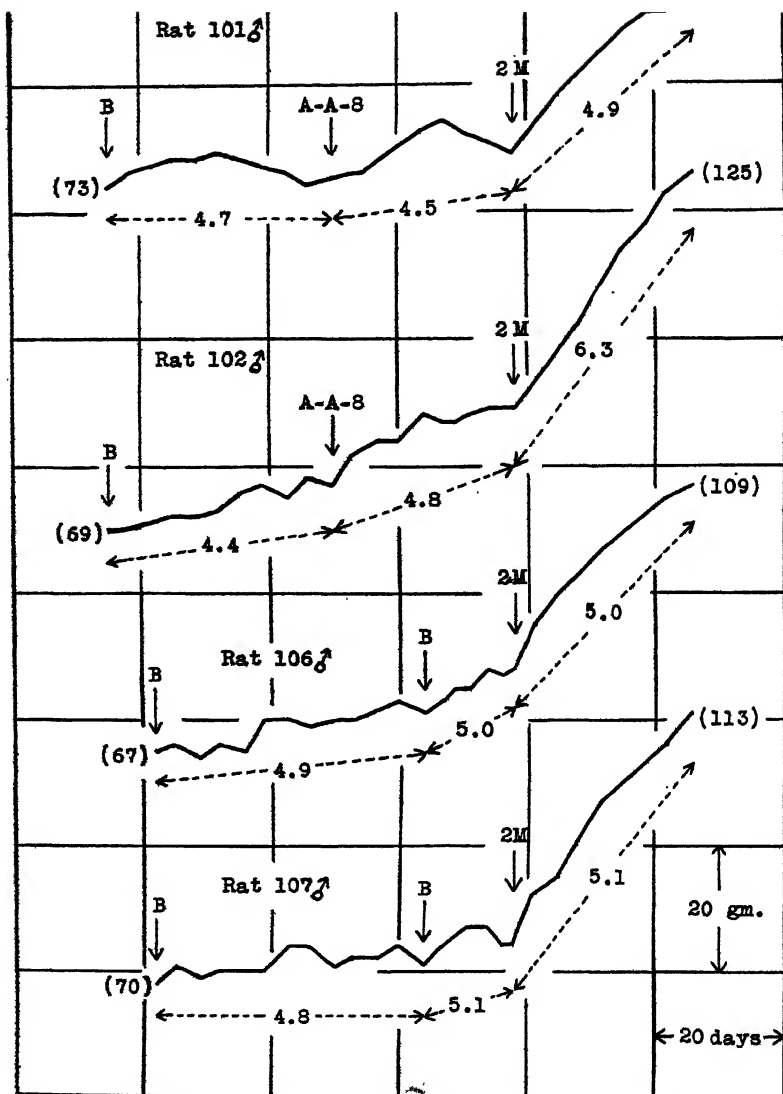 Rat 101♂
2 M
B
A-A-8
4.9
(73)
4.7
4.5
(125)
2 M
Rat 102♂
6.3
A-A-8
B
4.8
(109)
(69)
4.4
2M
5.0
B
Rat 106♂
B
5.0
(113)
(67)
4.9
2M
5.1
Rat 107♂
B
B
20 gm.
(70)
5.1
4.8
20 days